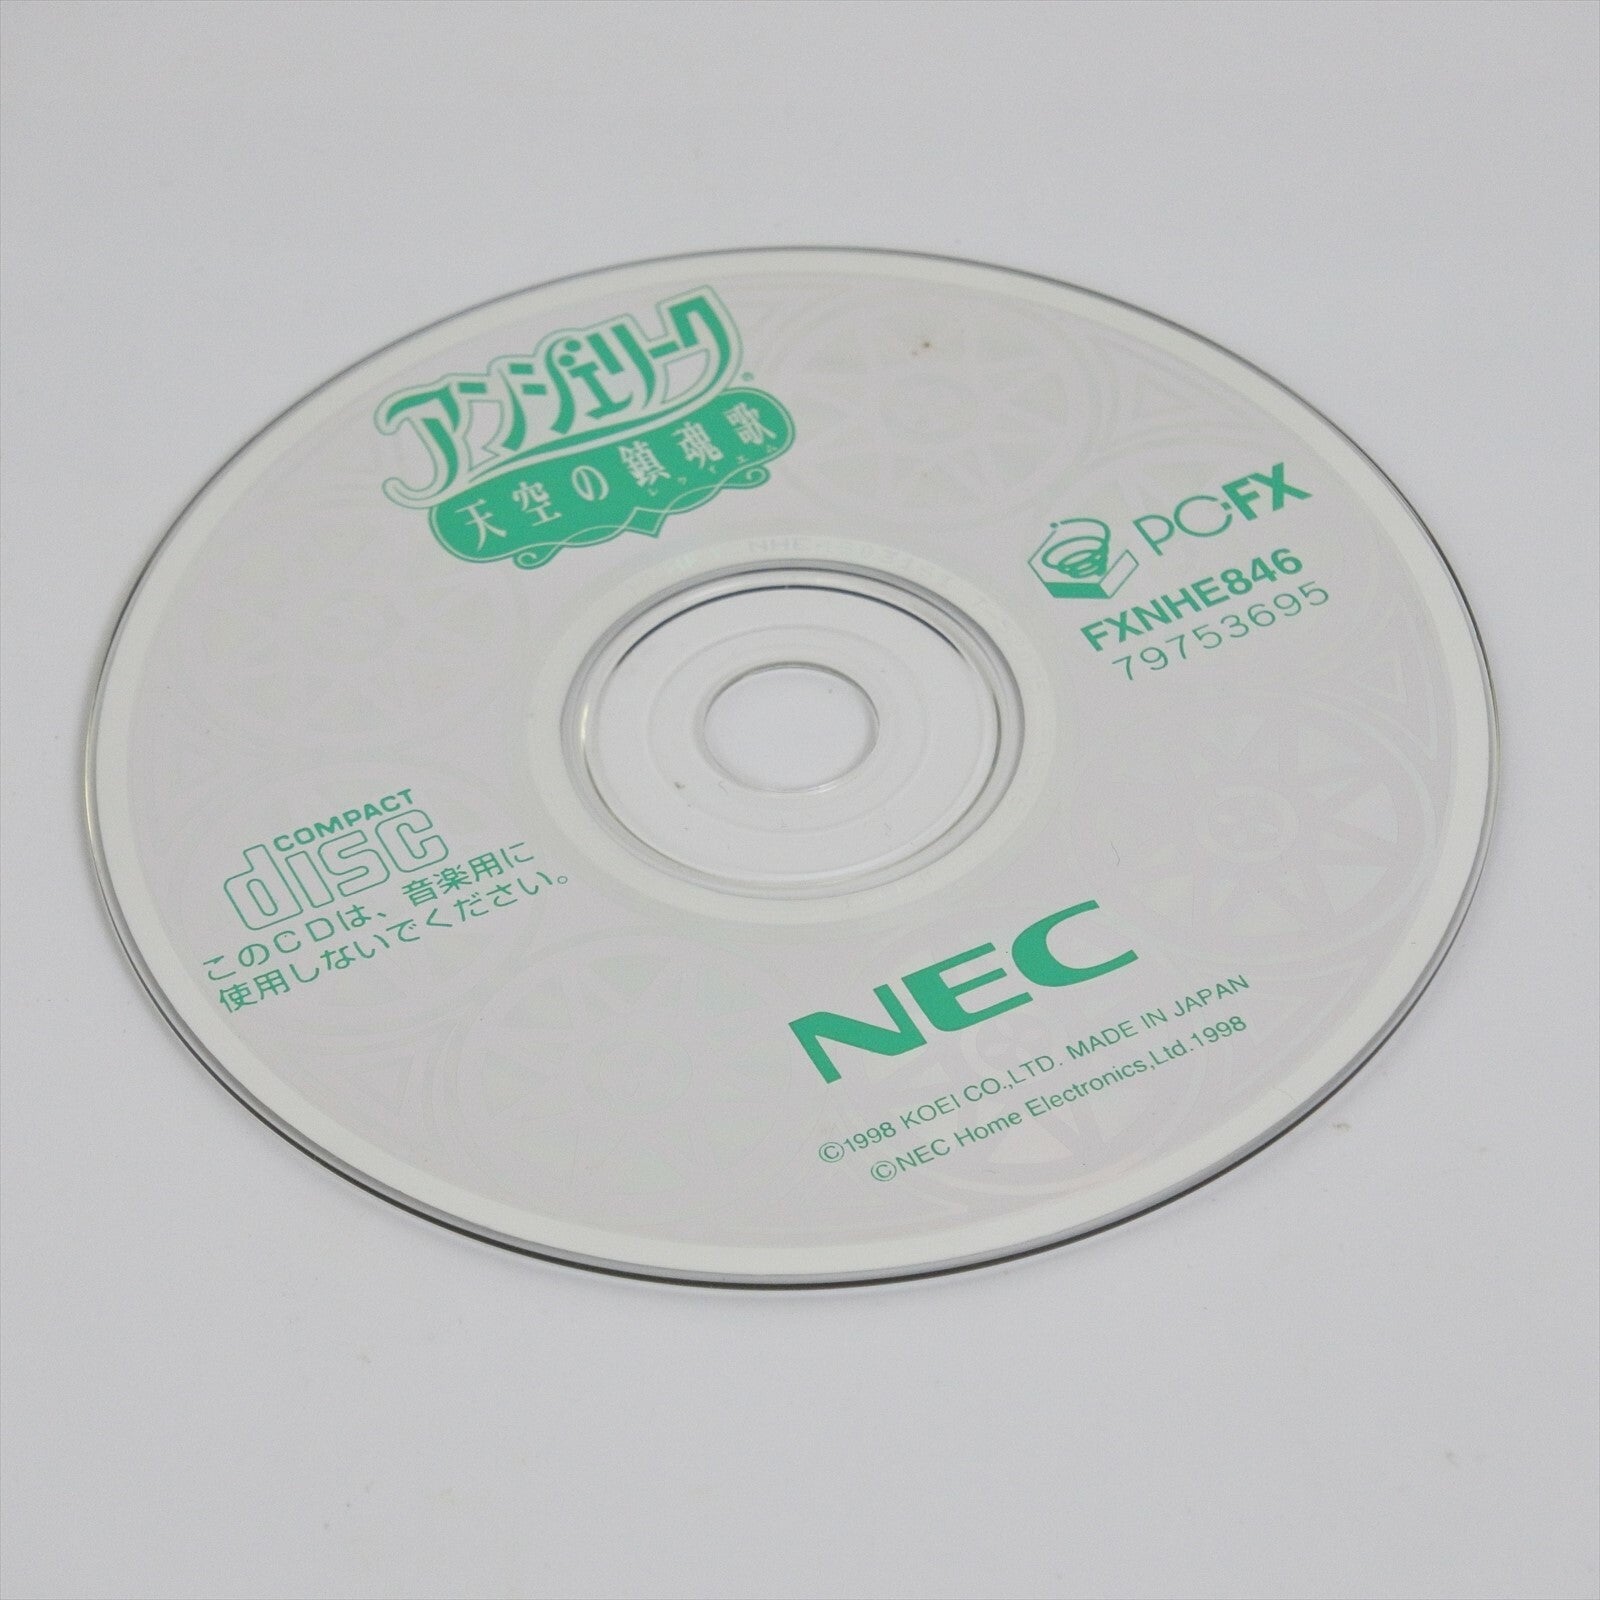 アンジェリーク®
天空の鎮魂歌
レクイエム
PC-FX
FXNHE846
79753695
COMPACT
disc
このCDは、音楽用に
使用しないでください。
NEC
©1998 KOEI CO.,LTD. MADE IN JAPAN
©NEC Home Electronics,Ltd.1998